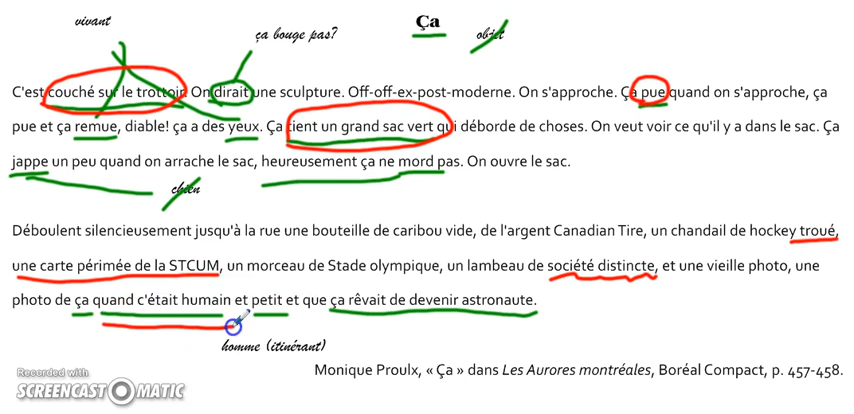 vivant
Ça
ça bouge pas?
objet
C'est couché sur le trottoir. On dirait une sculpture. Off-off-ex-post-moderne. On s'approche. Ça pue quand on s'approche, ça
pue et ça remue, diable! ça a des yeux. Ça tient un grand sac vert qui déborde de choses. On veut voir ce qu'il y a dans le sac. Ça
jappe un peu quand on arrache le sac, heureusement ça ne mord pas. On ouvre le sac.
chien
Déboulent silencieusement jusqu'à la rue une bouteille de caribou vide, de l'argent Canadian Tire, un chandail de hockey troué,
une carte périmée de la STCUM, un morceau de Stade olympique, un lambeau de société distincte, et une vieille photo, une
photo de ça quand c'était humain et petit et que ça rêvait de devenir astronaute.
homme (itinérant)
Monique Proulx, « Ça » dans Les Aurores montréales, Boréal Compact, p. 457-458.
Recorded with
SCREENCAST-O-MATIC